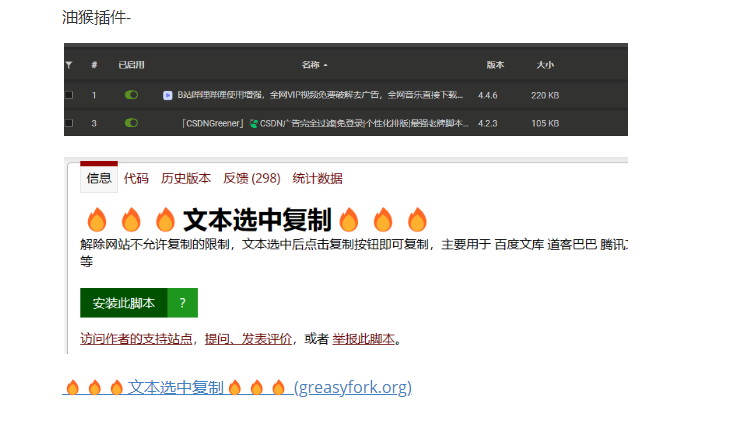 油猴插件-
# 已启用 名称 版本 大小
1 B站哔哩哔哩使用增强，全网VIP视频免费破解去广告，全网音乐直接下载... 4.4.6 220 KB
3 「CSDNGreener」 CSDN广告完全过滤|免登录|个性化排版|最强老牌脚本... 4.2.3 105 KB
信息 代码 历史版本 反馈 (298) 统计数据
🔥🔥🔥文本选中复制🔥🔥🔥
解除网站不允许复制的限制，文本选中后点击复制按钮即可复制，主要用于 百度文库 道客巴巴 腾讯
等
安装此脚本 ?
访问作者的支持站点，提问、发表评价，或者 举报此脚本。
🔥🔥🔥文本选中复制🔥🔥🔥 (greasyfork.org)